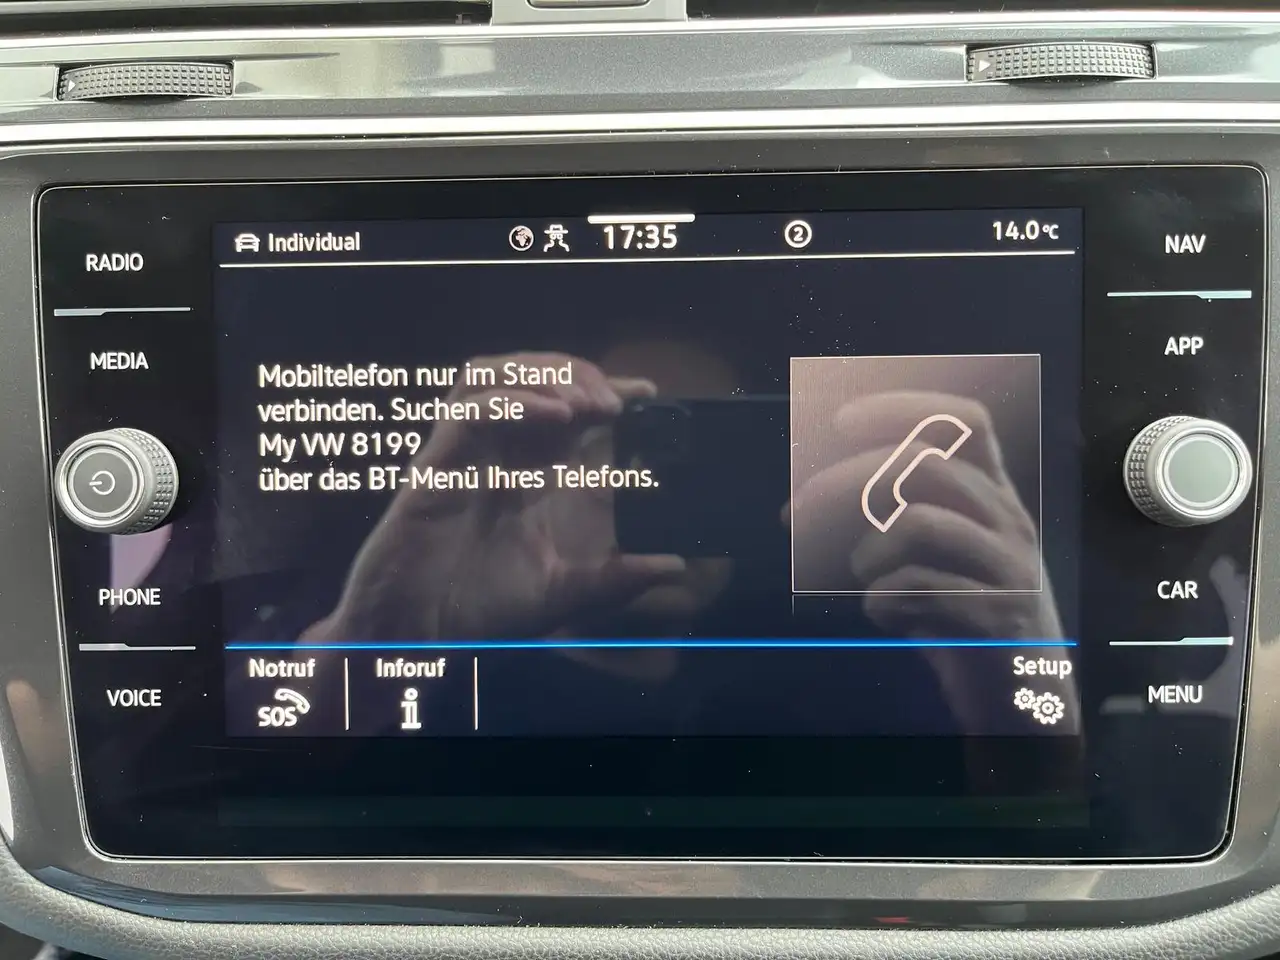 RADIO
MEDIA
PHONE
VOICE
Individual
17:35
2
14.0°C
Mobiltelefon nur im Stand
verbinden. Suchen Sie
My VW 8199
über das BT-Menü Ihres Telefons.
Notruf
SOS
Inforuf
i
Setup
NAV
APP
CAR
MENU